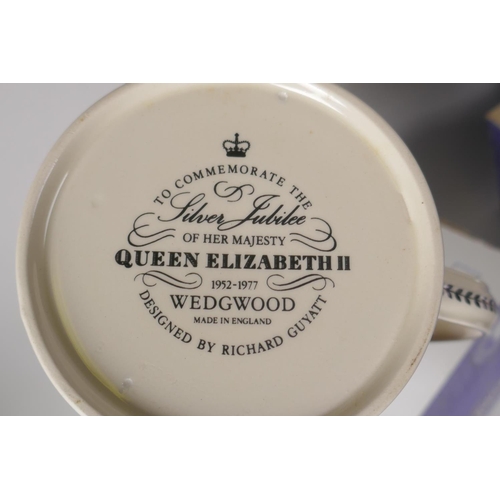 TO COMMEMORATE THE
Silver Jubilee
OF HER MAJESTY
QUEEN ELIZABETH II
1952-1977
WEDGWOOD
MADE IN ENGLAND
DESIGNED BY RICHARD GUYATT